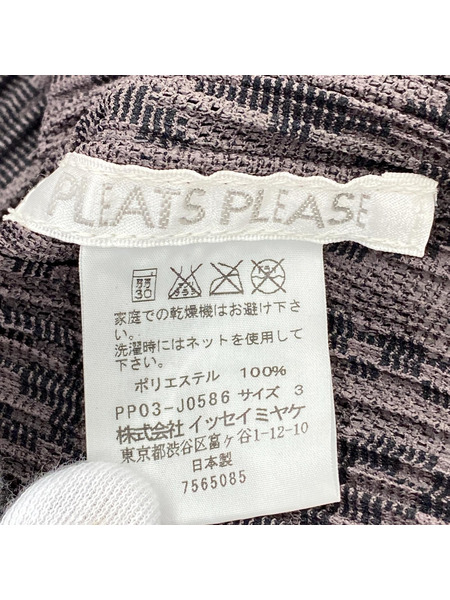 PLEATS PLEASE
30
家庭での乾燥機はお避け下さ
い。
洗濯時にはネットを使用して
下さい。
ポリエステル 100%
PP03-J0586 サイズ 3
株式会社 イッセイミヤケ
東京都渋谷区富ヶ谷1-12-10
日本製
7565085